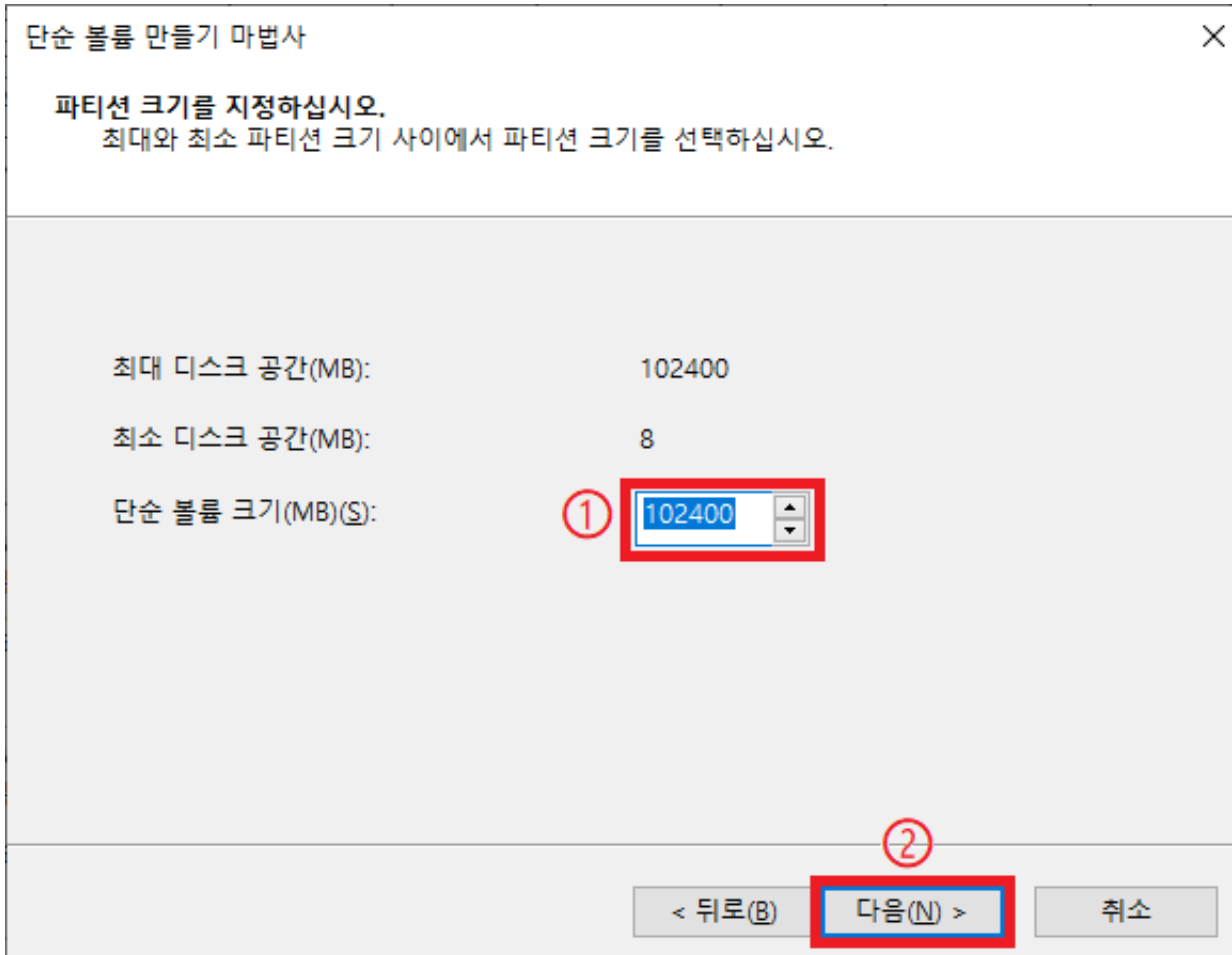 단순 볼륨 만들기 마법사
파티션 크기를 지정하십시오.
최대와 최소 파티션 크기 사이에서 파티션 크기를 선택하십시오.
최대 디스크 공간(MB): 102400
최소 디스크 공간(MB): 8
단순 볼륨 크기(MB)(S): ① 102400
②
< 뒤로(B) 다음(N) > 취소